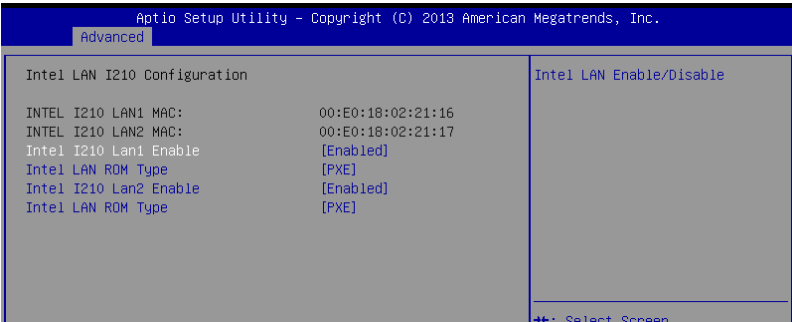 Aptio Setup Utility – Copyright (C) 2013 American Megatrends, Inc.
Advanced
Intel LAN I210 Configuration
Intel LAN Enable/Disable
INTEL I210 LAN1 MAC: 00:E0:18:02:21:16
INTEL I210 LAN2 MAC: 00:E0:18:02:21:17
Intel I210 Lan1 Enable [Enabled]
Intel LAN ROM Type [PXE]
Intel I210 Lan2 Enable [Enabled]
Intel LAN ROM Type [PXE]
: Select Screen